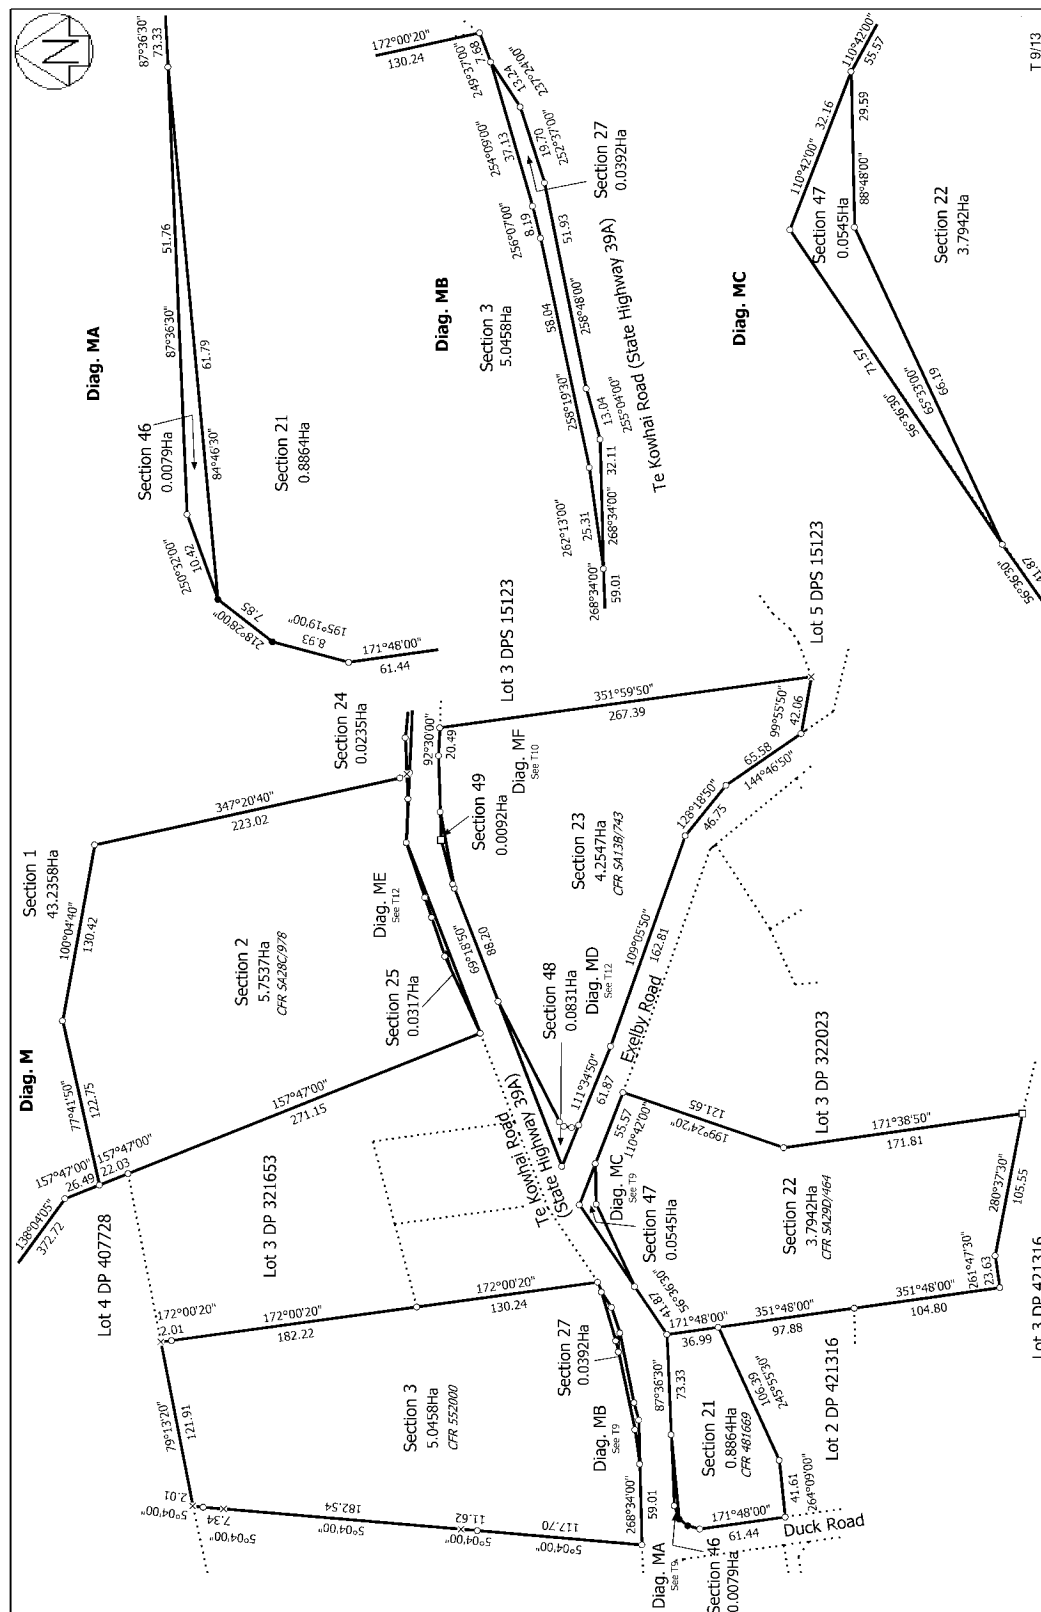 N
Diag. M
Section 1
43.2358Ha
138°04'05"
372.72
157°47'00"
26.49
157°47'00"
22.03
77°41'50"
122.75
100°04'40"
130.42
347°20'40"
223.02
Section 2
5.7537Ha
CFR SA28C/978
157°47'00"
271.15
Lot 4 DP 407728
Lot 3 DP 321653
Section 24
0.0235Ha
Diag. ME
See T12
Section 25
0.0317Ha
92°30'00"
20.49
Section 49
0.0092Ha
Diag. MF
See T10
Lot 3 DPS 15123
351°59'50"
267.39
69°18'50"
88.20
Section 23
4.2547Ha
CFR SA13B/743
Section 48
0.0831Ha
Diag. MD
See T12
Te Kowhai Road
(State Highway 39A)
111°34'50"
61.87
109°05'50"
162.81
128°18'50"
46.75
65.58
144°46'50"
99°55'50"
42.06
Lot 5 DPS 15123
Exelby Road
55.57
110°42'00"
199°24'20"
121.65
Lot 3 DP 322023
171°38'50"
171.81
Diag. MC
See T9
Section 47
0.0545Ha
Section 22
3.7942Ha
CFR SA29D/464
280°37'30"
105.55
261°47'30"
23.63
Lot 3 DP 421316
351°48'00"
104.80
351°48'00"
97.88
171°48'00"
36.99
56°36'30"
41.87
172°00'20"
2.01
172°00'20"
182.22
172°00'20"
130.24
79°13'20"
121.91
2.01
5°04'00"
7.34
5°04'00"
182.54
5°04'00"
11.62
5°04'00"
117.70
5°04'00"
Section 3
5.0458Ha
CFR 552000
Section 27
0.0392Ha
Diag. MB
See T9
268°34'00"
59.01
87°36'30"
73.33
Section 21
0.8864Ha
CFR 481669
106.39
245°55'30"
Lot 2 DP 421316
41.61
264°09'00"
171°48'00"
61.44
Duck Road
Diag. MA
See T9
Section 46
0.0079Ha
Diag. MA
87°36'30"
73.33
87°36'30"
51.76
84°46'30"
61.79
Section 46
0.0079Ha
250°32'00"
10.42
218°28'00"
7.85
195°19'00"
8.93
171°48'00"
61.44
Section 21
0.8864Ha
Diag. MB
172°00'20"
130.24
249°37'00"
7.68
237°24'00"
13.24
254°09'00"
37.13
19.70
252°37'00"
256°07'00"
8.19
Section 27
0.0392Ha
Section 3
5.0458Ha
258°19'30"
58.04
51.93
258°48'00"
262°13'00"
25.31
13.04
255°04'00"
32.11
268°34'00"
268°34'00"
59.01
Te Kowhai Road (State Highway 39A)
Diag. MC
110°42'00"
55.57
110°42'00"
32.16
88°48'00"
29.59
Section 47
0.0545Ha
Section 22
3.7942Ha
71.57
56°36'30"
65°33'00"
66.19
56°36'30"
41.87
T 9/13